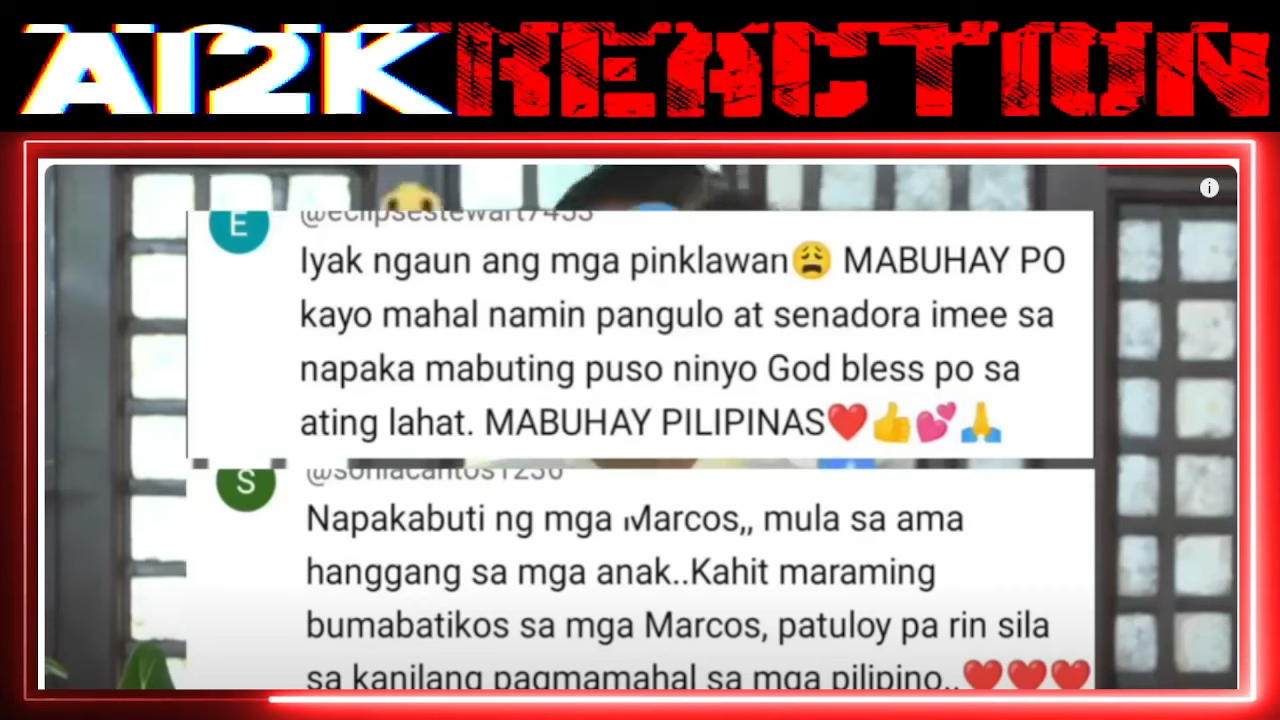 AI2K REACTION
@eclipsestewart7453
E
Iyak ngaun ang mga pinklawan😩 MABUHAY PO
kayo mahal namin pangulo at senadora imee sa
napaka mabuting puso ninyo God bless po sa
ating lahat. MABUHAY PILIPINAS❤️👍💕🙏
@soniacantos1236
S
Napakabuti ng mga Marcos,, mula sa ama
hanggang sa mga anak..Kahit maraming
bumabatikos sa mga Marcos, patuloy pa rin sila
sa kanilang pagmamahal sa mga pilipino..❤️❤️❤️